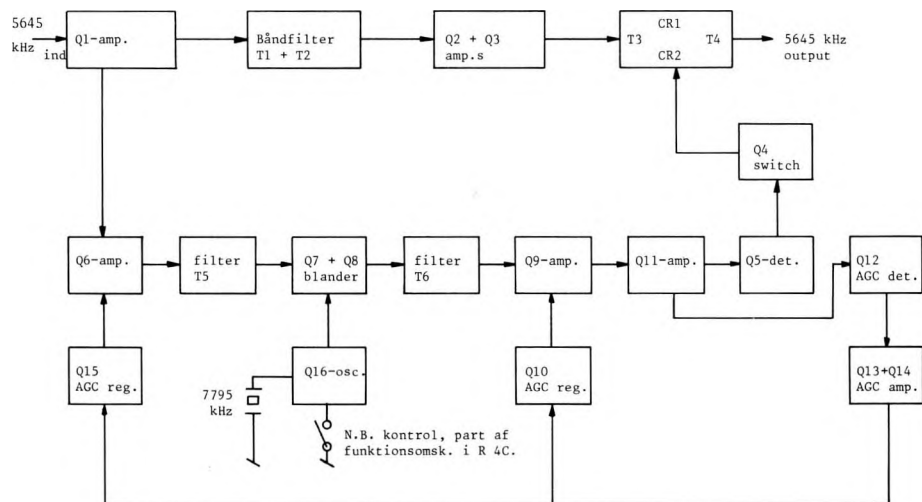 5645
kHz
ind
Q1-amp.
Båndfilter
T1 + T2
Q2 + Q3
amp.s
CR1
T3 T4
CR2
5645 kHz
output
Q4
switch
Q6-amp.
filter
T5
Q7 + Q8
blander
filter
T6
Q9-amp.
Q11-amp.
Q5-det.
Q12
AGC det.
Q15
AGC reg.
7795
kHz
Q16-osc.
Q10
AGC reg.
Q13+Q14
AGC amp.
N.B. kontrol, part af
funktionsomsk. i R 4C.